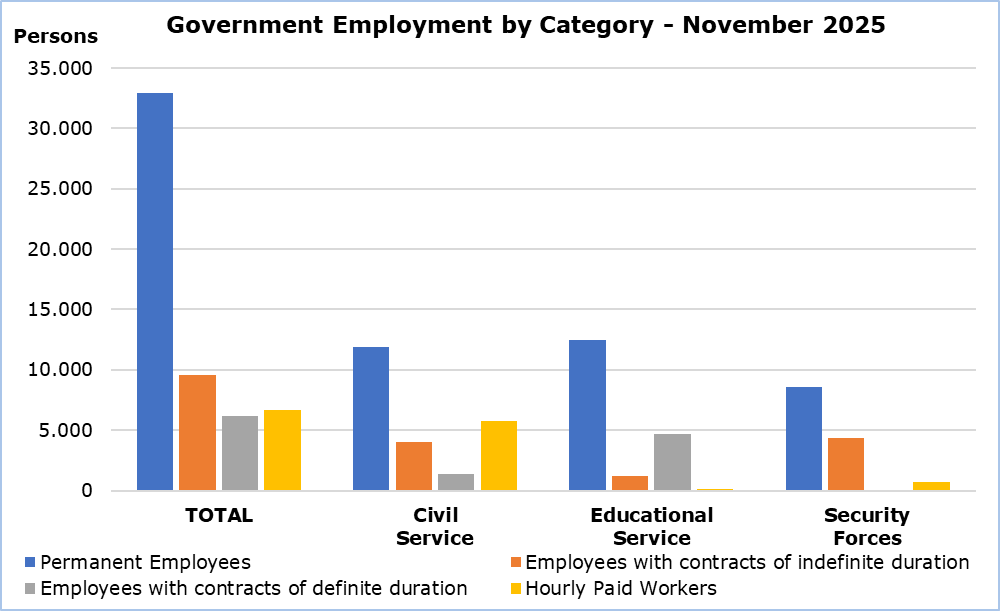 Government Employment by Category - November 2025
Persons
35.000
30.000
25.000
20.000
15.000
10.000
5.000
0
TOTAL
Civil
Service
Educational
Service
Security
Forces
Permanent Employees
Employees with contracts of indefinite duration
Employees with contracts of definite duration
Hourly Paid Workers